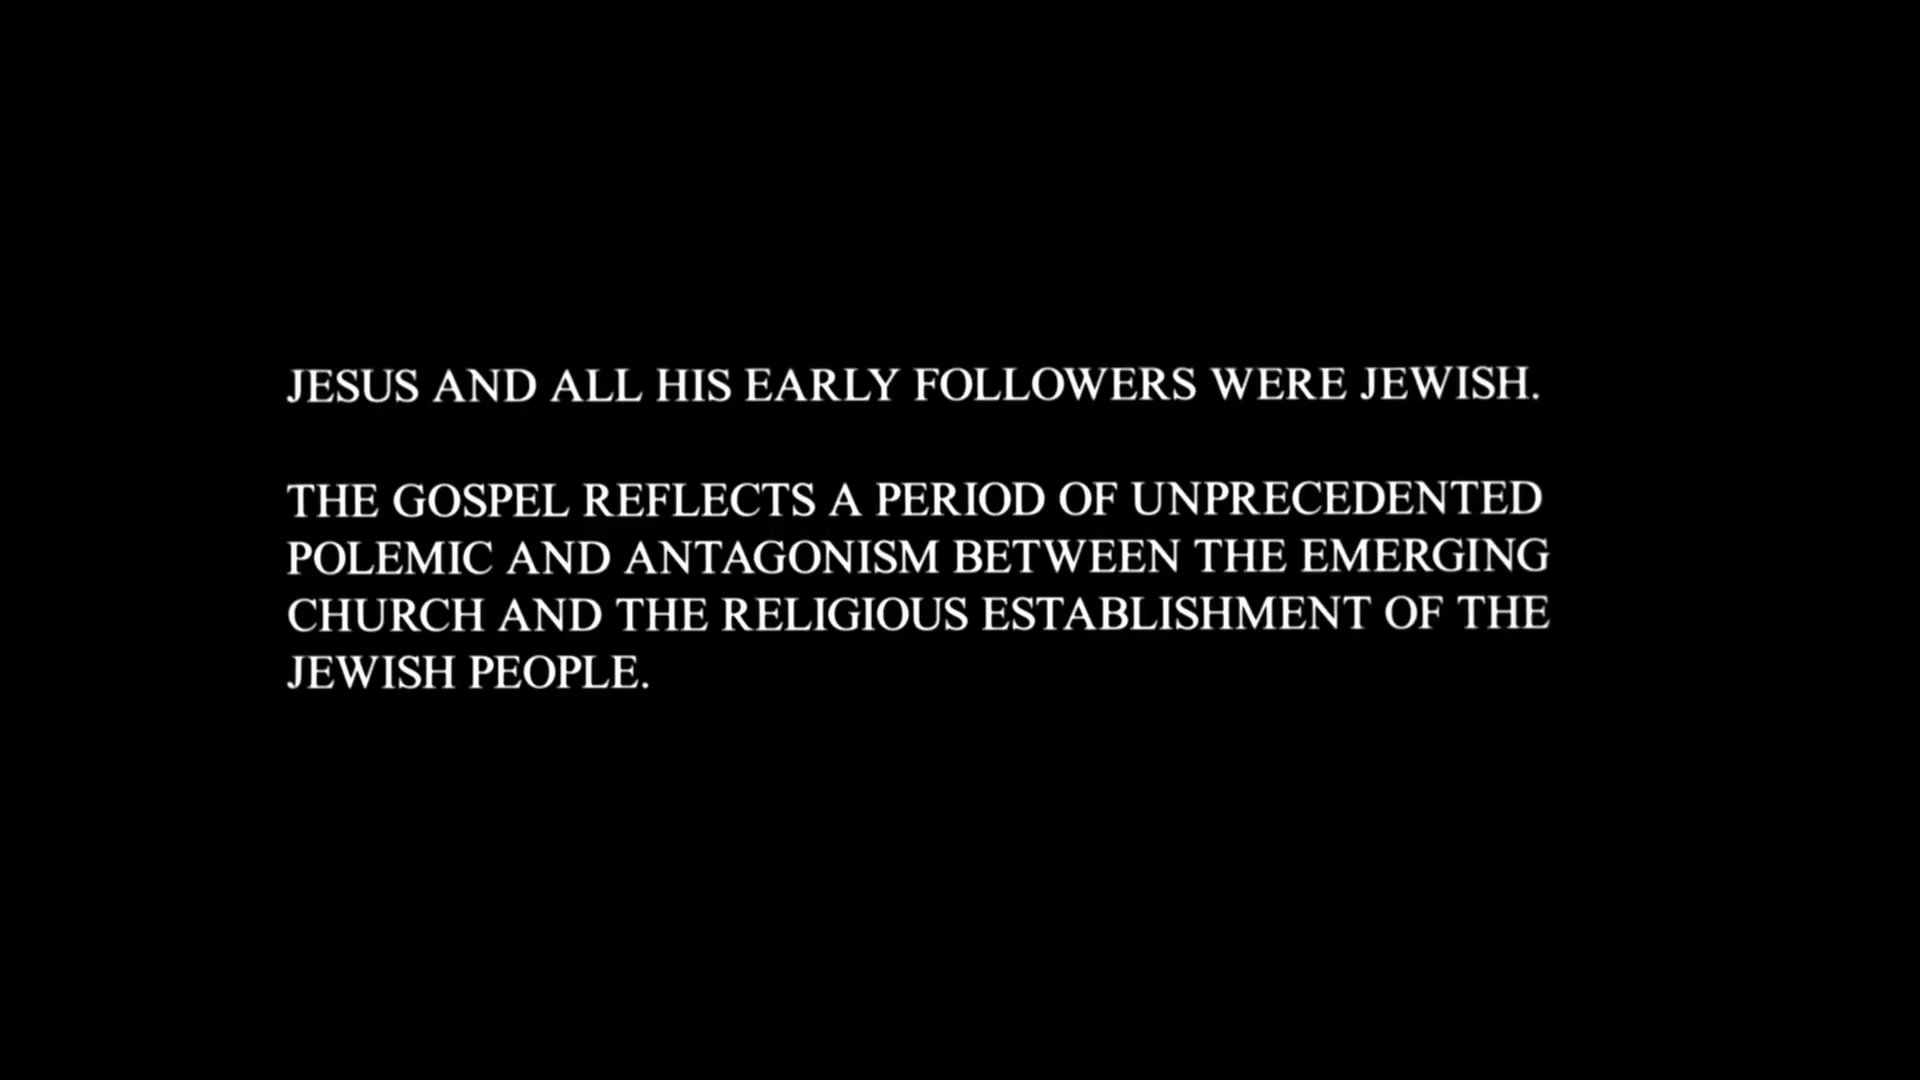 JESUS AND ALL HIS EARLY FOLLOWERS WERE JEWISH.
THE GOSPEL REFLECTS A PERIOD OF UNPRECEDENTED
POLEMIC AND ANTAGONISM BETWEEN THE EMERGING
CHURCH AND THE RELIGIOUS ESTABLISHMENT OF THE
JEWISH PEOPLE.